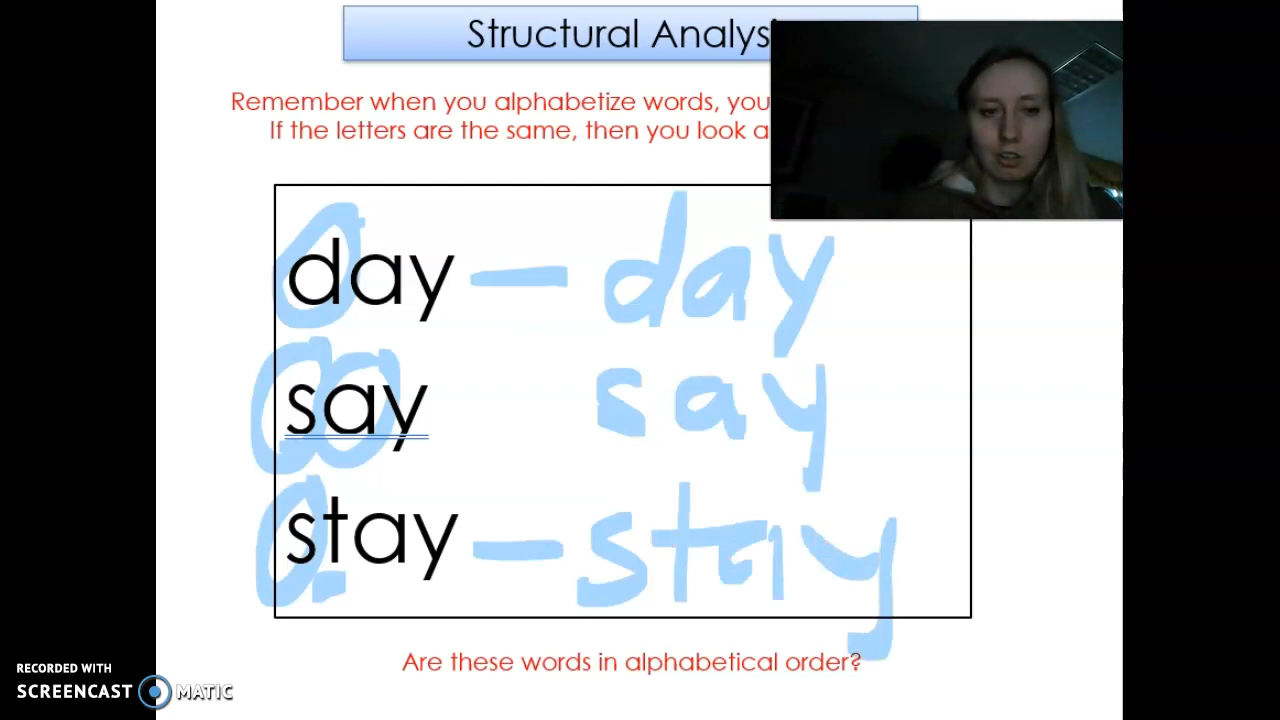 Structural Analysi
Remember when you alphabetize words, you
If the letters are the same, then you look a
day – day
say say
stay – stay
Are these words in alphabetical order?
RECORDED WITH
SCREENCAST MATIC